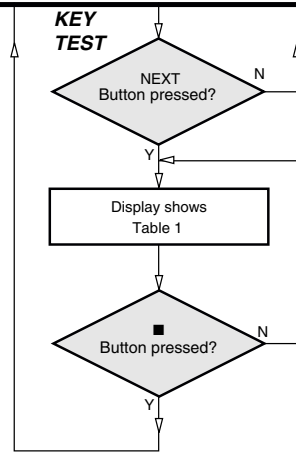 KEY
TEST
NEXT
Button pressed?
N
Y
Display shows
Table 1
■
Button pressed?
N
Y